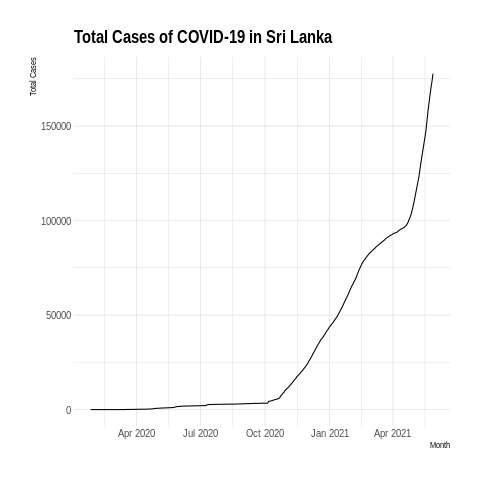 Total Cases of COVID-19 in Sri Lanka
Total Cases
150000
100000
50000
0
Apr 2020 Jul 2020 Oct 2020 Jan 2021 Apr 2021
Month